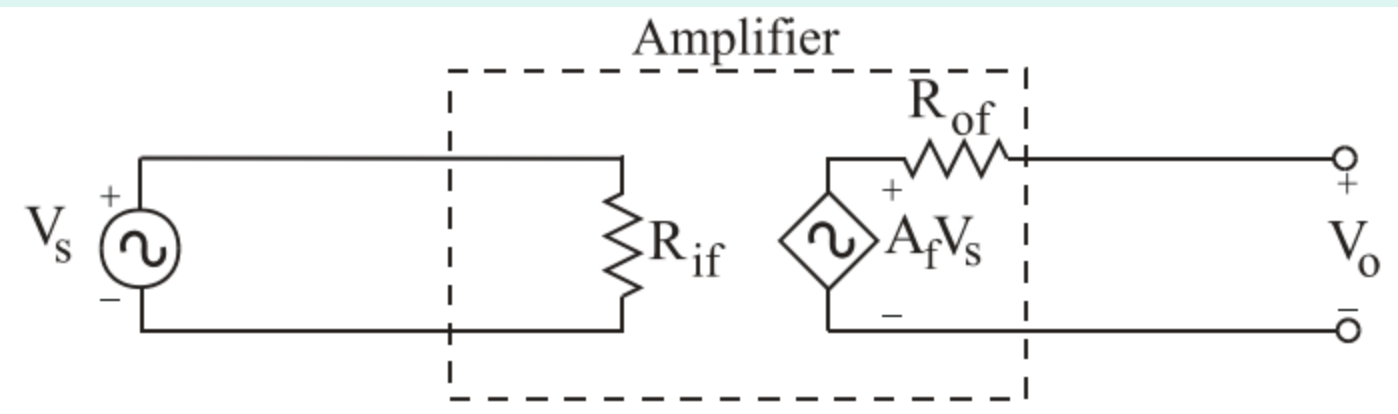 Amplifier
R_of
+
+
+
V_s
R_if
A_fV_s
V_o
−
−
−